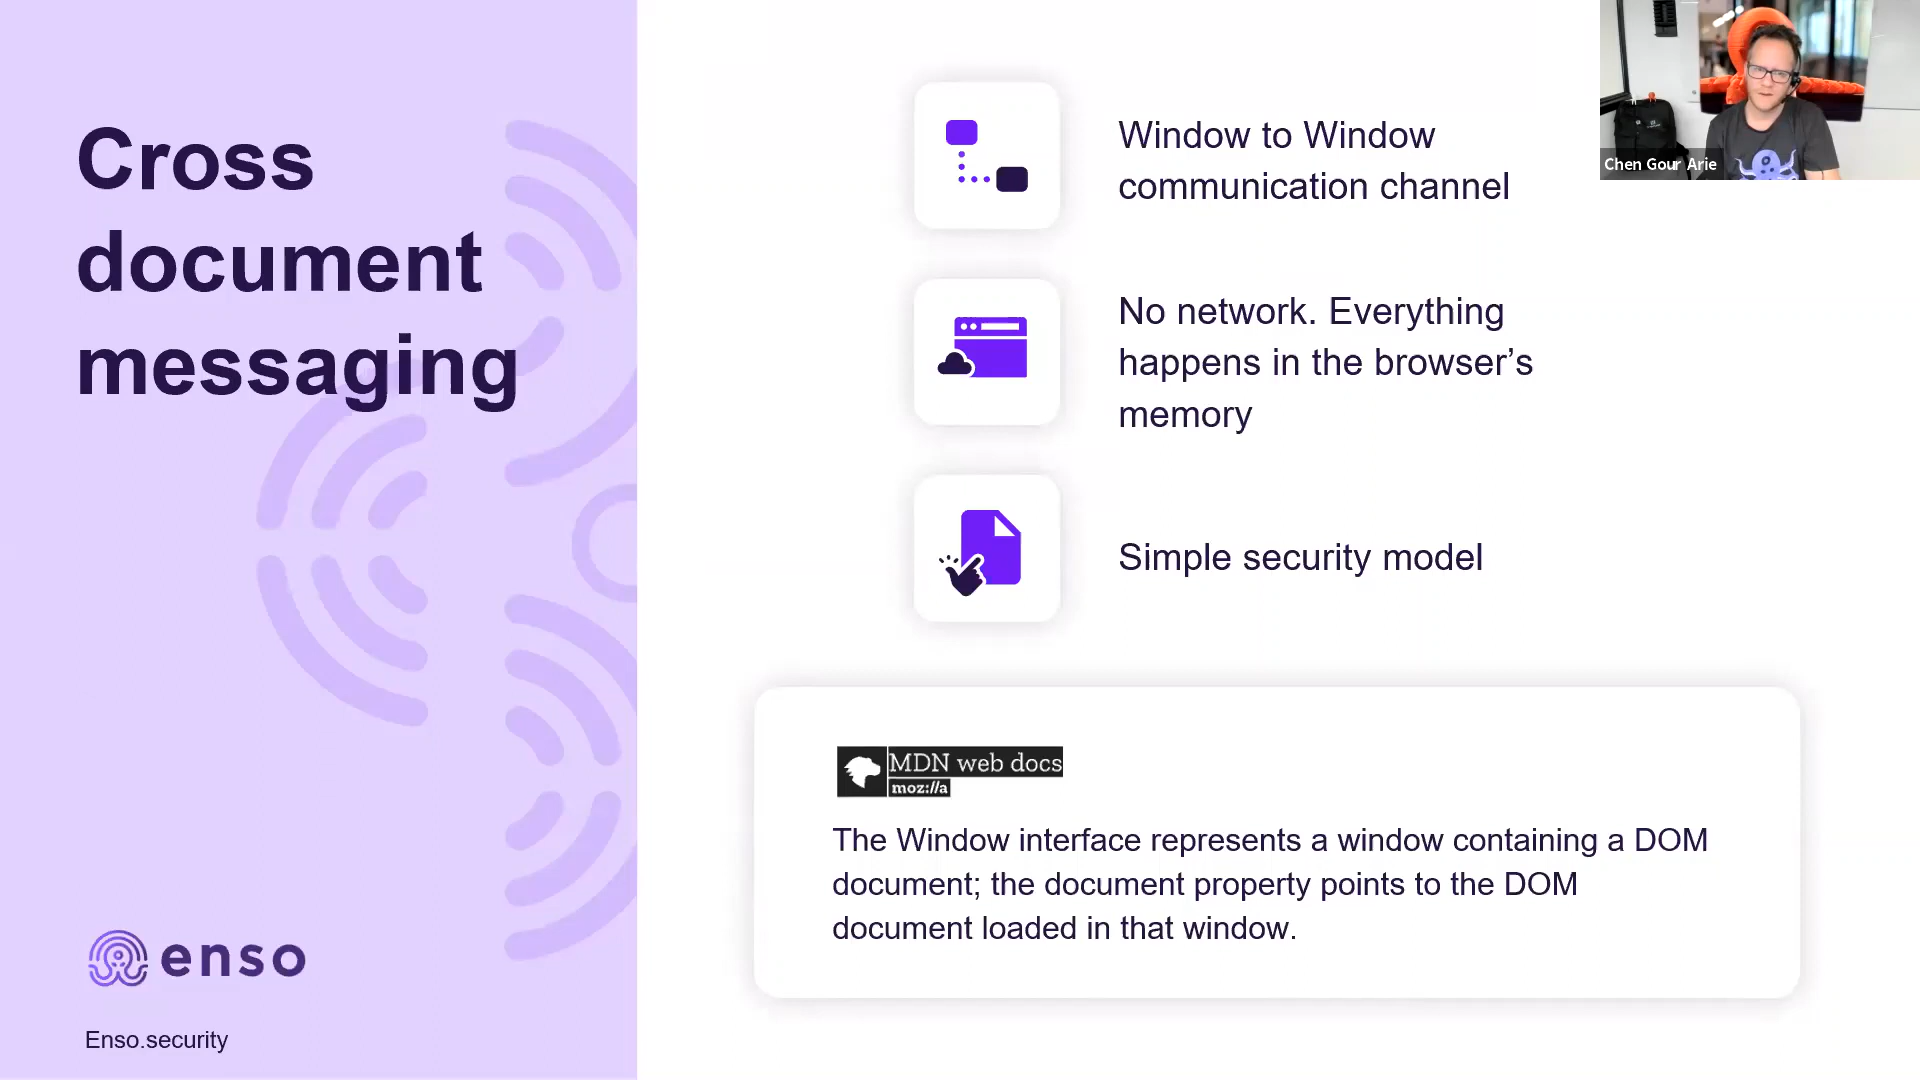 Cross
document
messaging
Window to Window
communication channel
No network. Everything
happens in the browser’s
memory
Simple security model
MDN web docs
moz://a
The Window interface represents a window containing a DOM
document; the document property points to the DOM
document loaded in that window.
enso
Enso.security
Chen Gour Arie